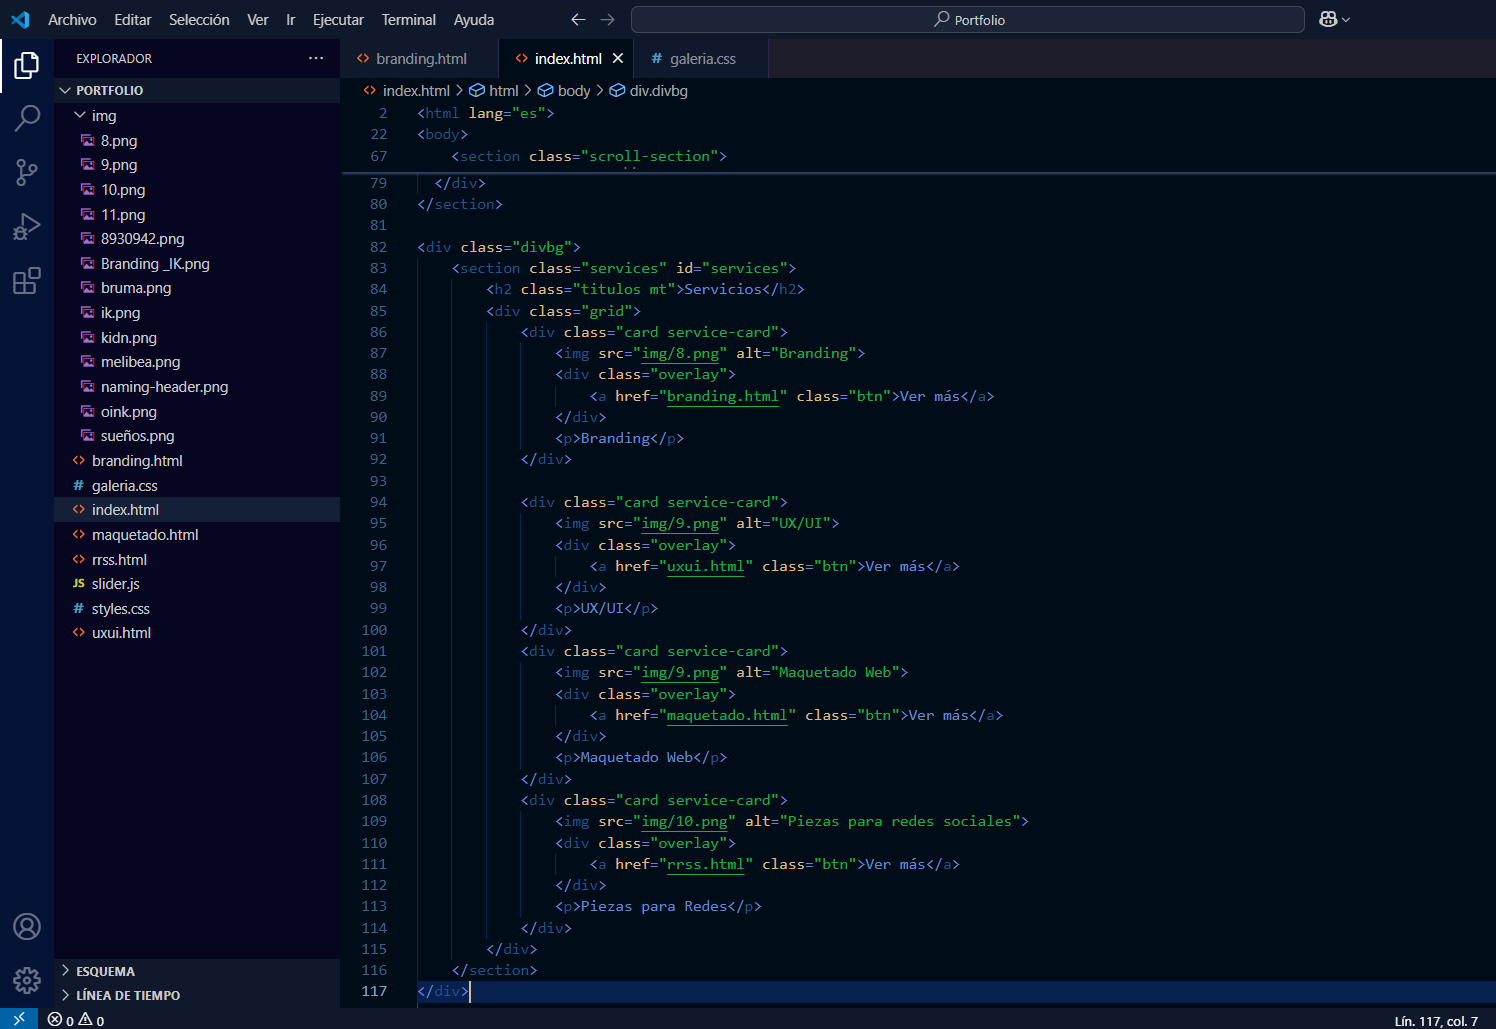 Archivo Editar Selección Ver Ir Ejecutar Terminal Ayuda
Portfolio
EXPLORADOR
PORTFOLIO
img
8.png
9.png
10.png
11.png
8930942.png
Branding _IK.png
bruma.png
ik.png
kidn.png
melibea.png
naming-header.png
oink.png
sueños.png
branding.html
galeria.css
index.html
maquetado.html
rrss.html
JS slider.js
styles.css
uxui.html
ESQUEMA
LÍNEA DE TIEMPO
branding.html index.html # galeria.css
index.html > html > body > div.divbg
2 <html lang="es">
22 <body>
67 <section class="scroll-section">
79 </div>
80 </section>
81
82 <div class="divbg">
83 <section class="services" id="services">
84 <h2 class="titulos mt">Servicios</h2>
85 <div class="grid">
86 <div class="card service-card">
87 <img src="img/8.png" alt="Branding">
88 <div class="overlay">
89 <a href="branding.html" class="btn">Ver más</a>
90 </div>
91 <p>Branding</p>
92 </div>
93
94 <div class="card service-card">
95 <img src="img/9.png" alt="UX/UI">
96 <div class="overlay">
97 <a href="uxui.html" class="btn">Ver más</a>
98 </div>
99 <p>UX/UI</p>
100 </div>
101 <div class="card service-card">
102 <img src="img/9.png" alt="Maquetado Web">
103 <div class="overlay">
104 <a href="maquetado.html" class="btn">Ver más</a>
105 </div>
106 <p>Maquetado Web</p>
107 </div>
108 <div class="card service-card">
109 <img src="img/10.png" alt="Piezas para redes sociales">
110 <div class="overlay">
111 <a href="rrss.html" class="btn">Ver más</a>
112 </div>
113 <p>Piezas para Redes</p>
114 </div>
115 </div>
116 </section>
117 </div>
0 0
Lín. 117, col. 7